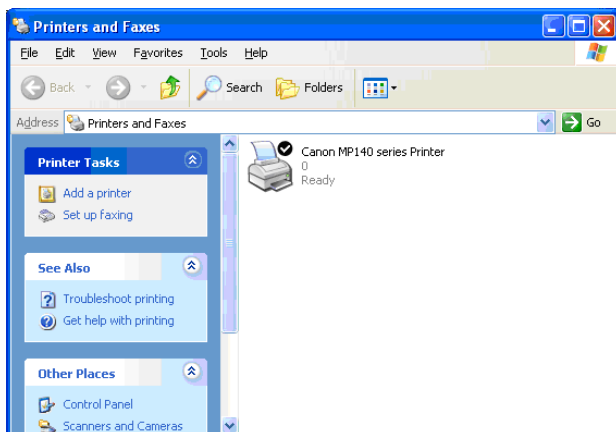 Printers and Faxes
File Edit View Favorites Tools Help
Back Search Folders
Address Printers and Faxes Go
Printer Tasks
Add a printer
Set up faxing
See Also
Troubleshoot printing
Get help with printing
Other Places
Control Panel
Scanners and Cameras
Canon MP140 series Printer
0
Ready